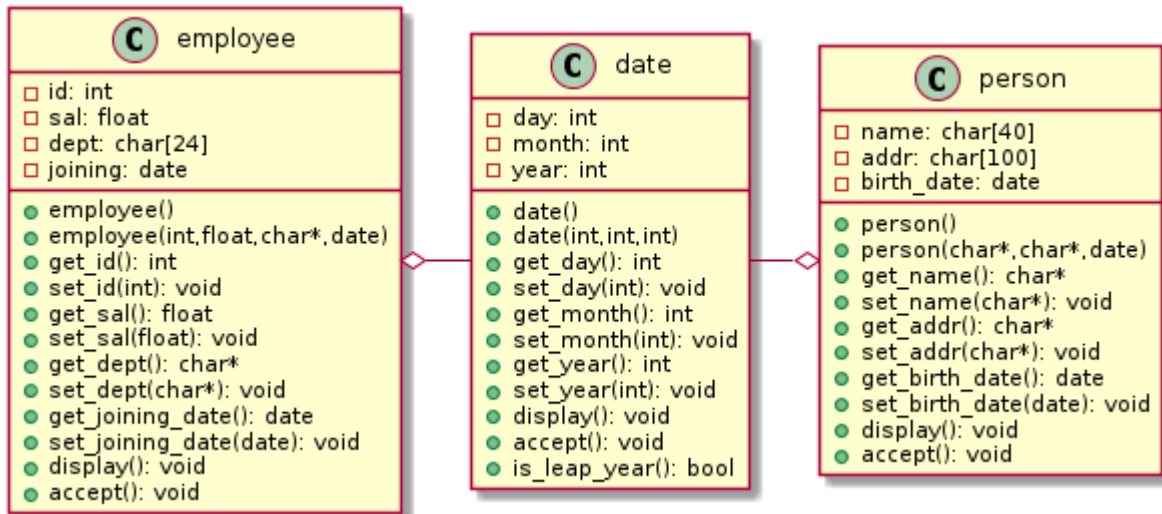 C employee
id: int
sal: float
dept: char[24]
joining: date
employee()
employee(int,float,char*,date)
get_id(): int
set_id(int): void
get_sal(): float
set_sal(float): void
get_dept(): char*
set_dept(char*): void
get_joining_date(): date
set_joining_date(date): void
display(): void
accept(): void
C date
day: int
month: int
year: int
date()
date(int,int,int)
get_day(): int
set_day(int): void
get_month(): int
set_month(int): void
get_year(): int
set_year(int): void
display(): void
accept(): void
is_leap_year(): bool
C person
name: char[40]
addr: char[100]
birth_date: date
person()
person(char*,char*,date)
get_name(): char*
set_name(char*): void
get_addr(): char*
set_addr(char*): void
get_birth_date(): date
set_birth_date(date): void
display(): void
accept(): void